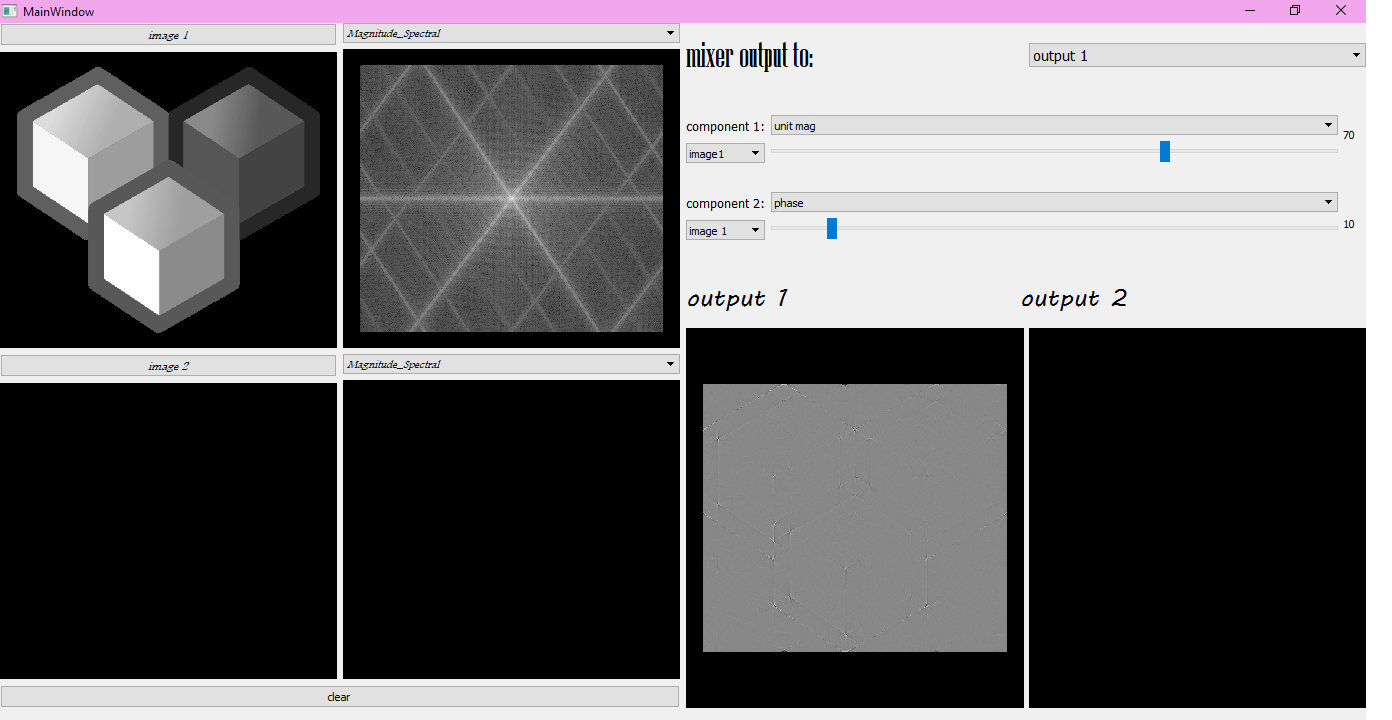 MainWindow
image 1
Magnitude_Spectral
mixer output to:
output 1
component 1:
unit mag
70
image1
component 2:
phase
image 1
10
output 1
output 2
image 2
Magnitude_Spectral
clear